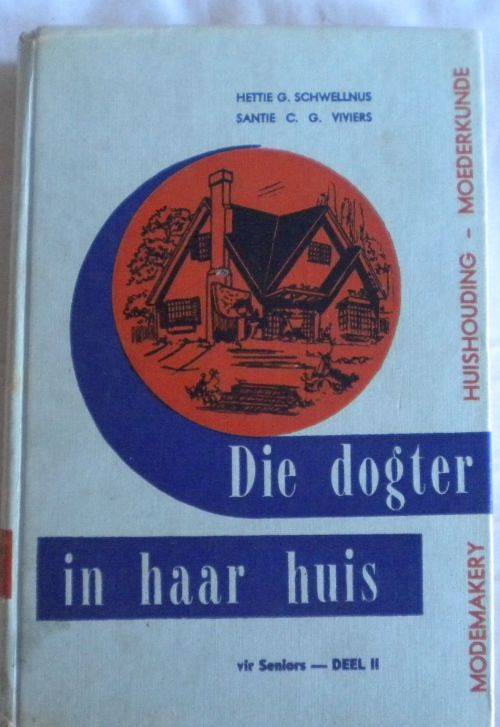 HETTIE G. SCHWELLNUS
SANTIE C. G. VIVIERS
Die dogter
in haar huis
vir Seniors — DEEL II
MODEMAKERY HUISHOUDING - MOEDERKUNDE